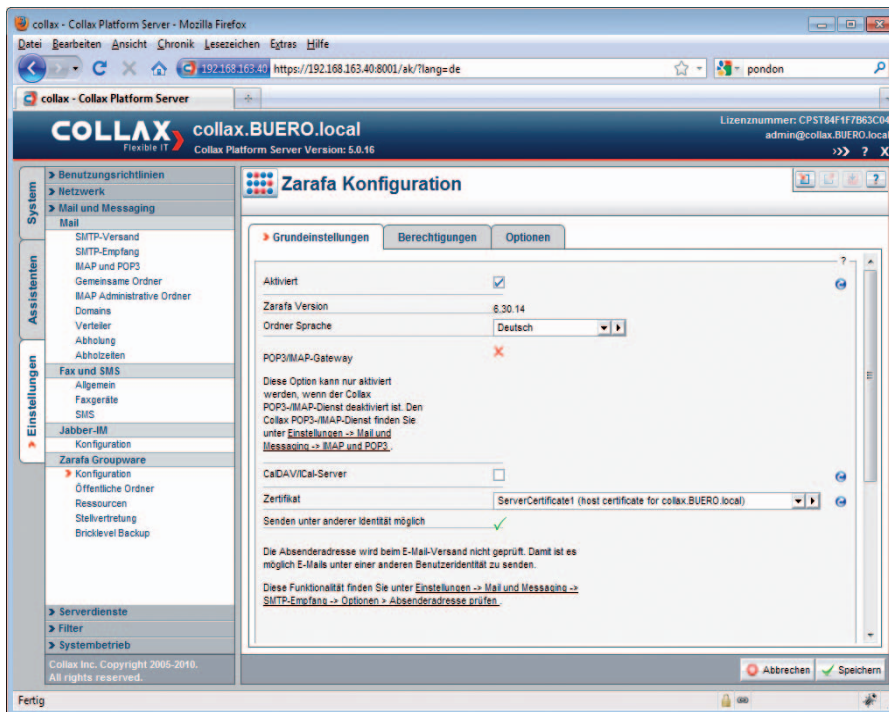 collax - Collax Platform Server - Mozilla Firefox
Datei Bearbeiten Ansicht Chronik Lesezeichen Extras Hilfe
192.168.163.40 https://192.168.163.40:8001/ak/?lang=de
pondon
collax - Collax Platform Server
COLLAX
Flexible IT
collax.BUERO.local
Collax Platform Server Version: 5.0.16
Lizenznummer: CPST84F1F7B63C04
admin@collax.BUERO.local
? X
System
Assistenten
Einstellungen
Benutzungsrichtlinien
Netzwerk
Mail und Messaging
Mail
SMTP-Versand
SMTP-Empfang
IMAP und POP3
Gemeinsame Ordner
IMAP Administrative Ordner
Domains
Verteiler
Abholung
Abholzeiten
Fax und SMS
Allgemein
Faxgeräte
SMS
Jabber-IM
Konfiguration
Zarafa Groupware
Konfiguration
Öffentliche Ordner
Ressourcen
Stellvertretung
Bricklevel Backup
Serverdienste
Filter
Systembetrieb
Collax Inc. Copyright 2005-2010.
All rights reserved.
Zarafa Konfiguration
?
Grundeinstellungen Berechtigungen Optionen
?
Aktiviert
Zarafa Version 6.30.14
Ordner Sprache Deutsch
POP3/IMAP-Gateway
Diese Option kann nur aktiviert
werden, wenn der Collax
POP3-/IMAP-Dienst deaktiviert ist. Den
Collax POP3-/IMAP-Dienst finden Sie
unter Einstellungen -> Mail und
Messaging -> IMAP und POP3 .
CalDAV/ICal-Server
Zertifikat ServerCertificate1 (host certificate for collax.BUERO.local)
Senden unter anderer Identität möglich
Die Absenderadresse wird beim E-Mail-Versand nicht geprüft. Damit ist es
möglich E-Mails unter einer anderen Benutzeridentität zu senden.
Diese Funktionalität finden Sie unter Einstellungen -> Mail und Messaging ->
SMTP-Empfang -> Optionen > Absenderadresse prüfen .
Abbrechen Speichern
Fertig